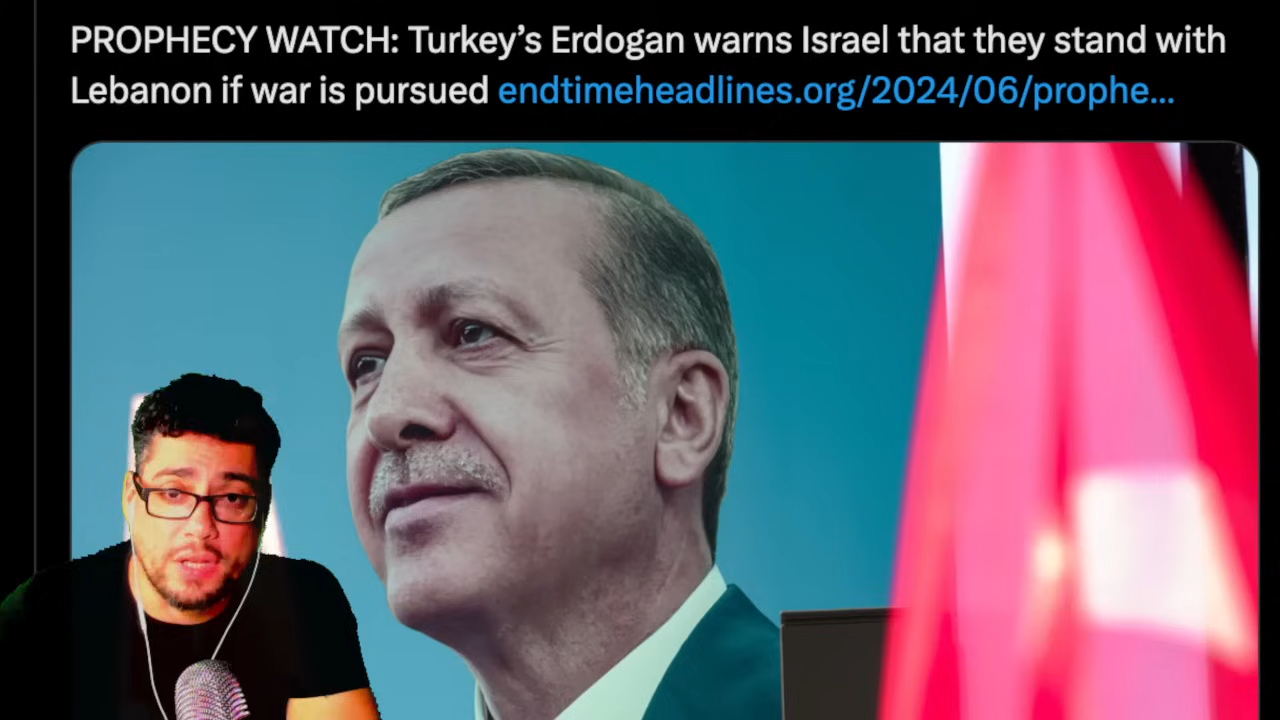 PROPHECY WATCH: Turkey’s Erdogan warns Israel that they stand with
Lebanon if war is pursued endtimeheadlines.org/2024/06/prophe…